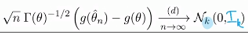 √n Γ(θ)^{-1/2} (g(θ̂_n) − g(θ)) →^{(d)}_{n→∞} N_k(0, I_k)